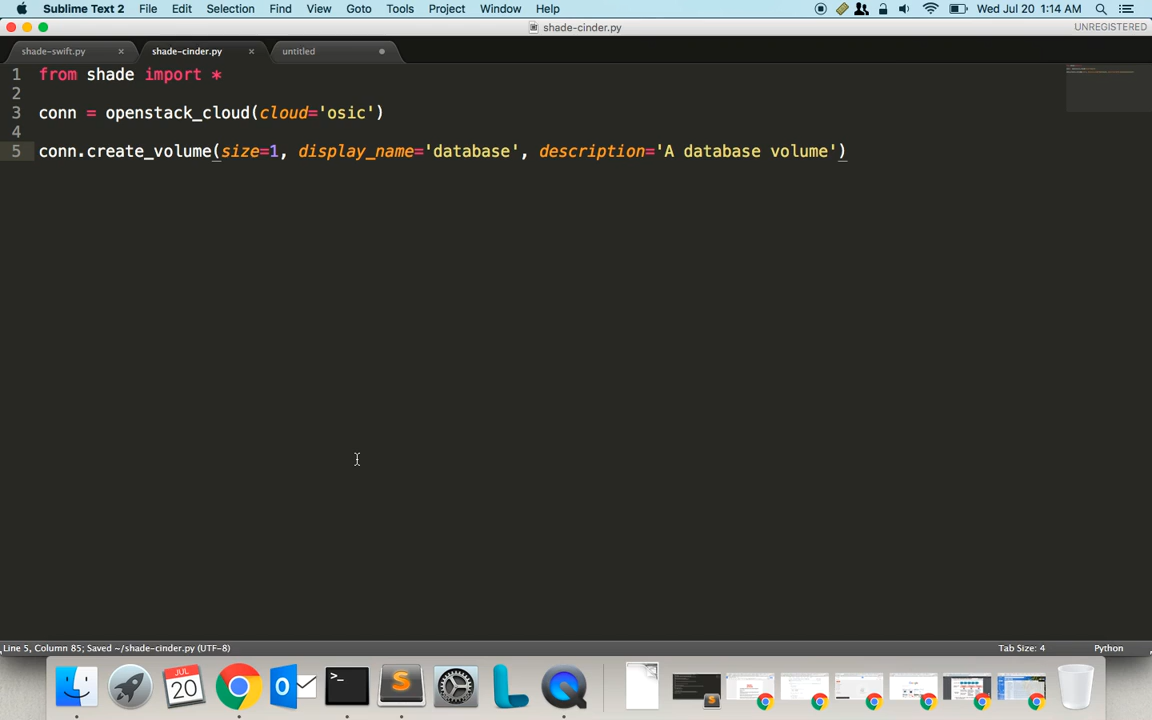 Sublime Text 2 File Edit Selection Find View Goto Tools Project Window Help Wed Jul 20 1:14 AM
shade-cinder.py UNREGISTERED
shade-swift.py × shade-cinder.py × untitled
1 from shade import *
2
3 conn = openstack_cloud(cloud='osic')
4
5 conn.create_volume(size=1, display_name='database', description='A database volume')
Line 5, Column 85; Saved ~/shade-cinder.py (UTF-8) Tab Size: 4 Python
JUL
20
>_